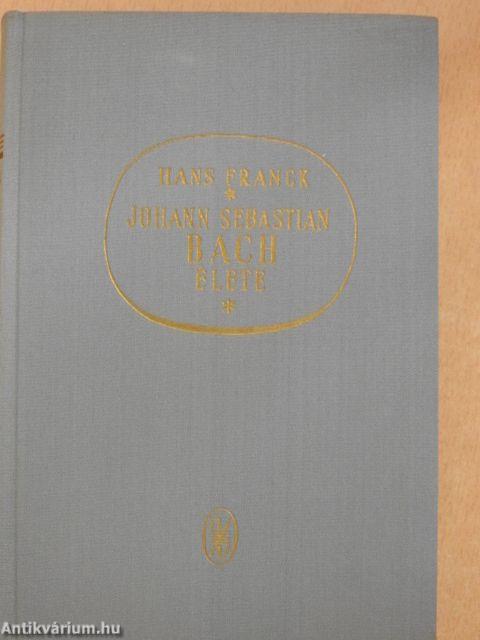 HANS FRANCK
*
JOHANN SEBASTIAN
BACH
ÉLETE
*
Antikvárium.hu